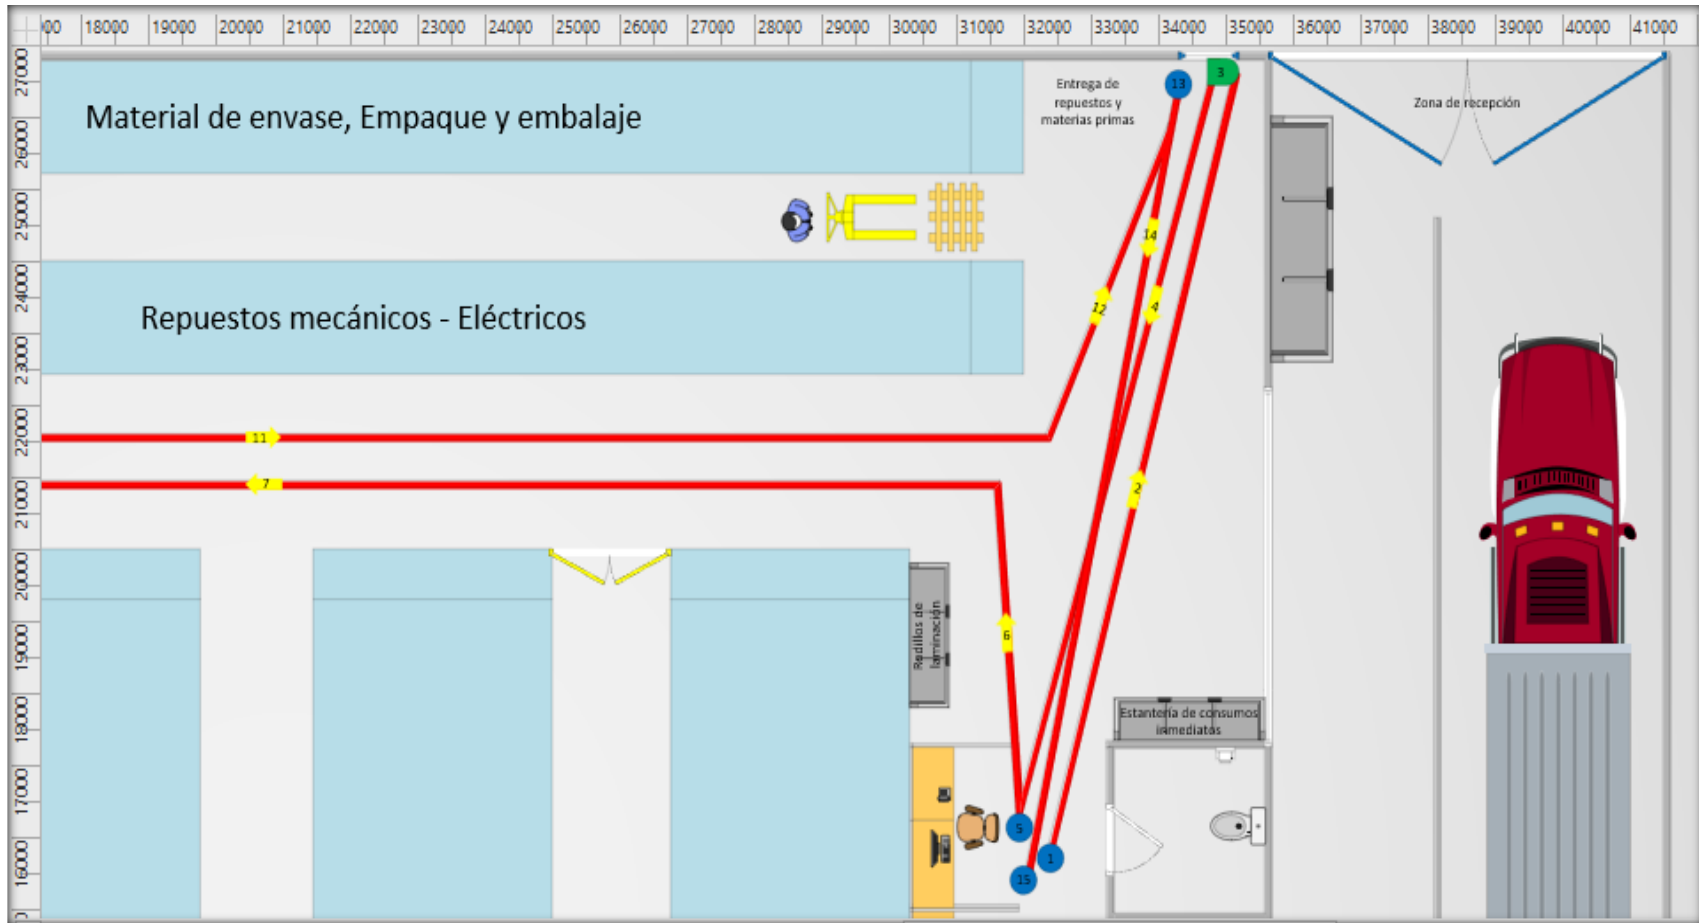 18000 19000 20000 21000 22000 23000 24000 25000 26000 27000 28000 29000 30000 31000 32000 33000 34000 35000 36000 37000 38000 39000 40000 41000
27000
26000
25000
24000
23000
22000
21000
20000
19000
18000
17000
16000
3
13
Entrega de
repuestos y
materias primas
Zona de recepción
Material de envase, Empaque y embalaje
14
12
4
Repuestos mecánicos - Eléctricos
11
7
2
6
Rodillos de
laminación
Estantería de consumos
inmediatos
5
1
15